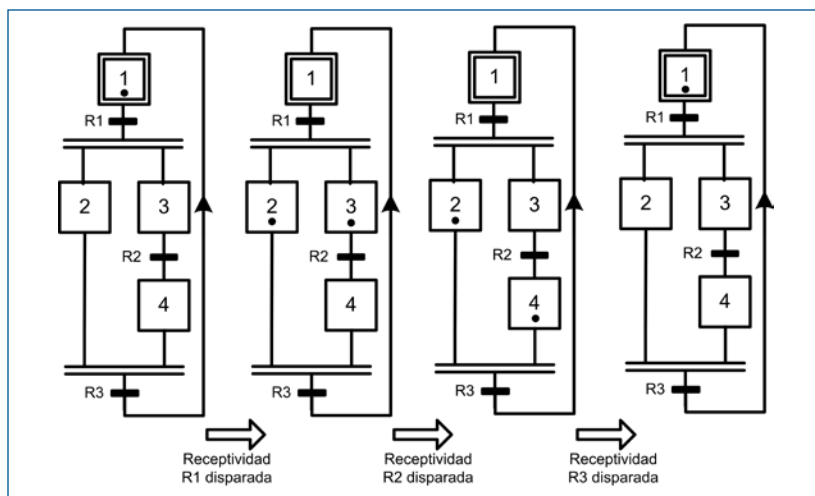 1
R1
2
3
R2
4
R3
1
R1
2
3
R2
4
R3
1
R1
2
3
R2
4
R3
1
R1
2
3
R2
4
R3
Receptividad
R1 disparada
Receptividad
R2 disparada
Receptividad
R3 disparada